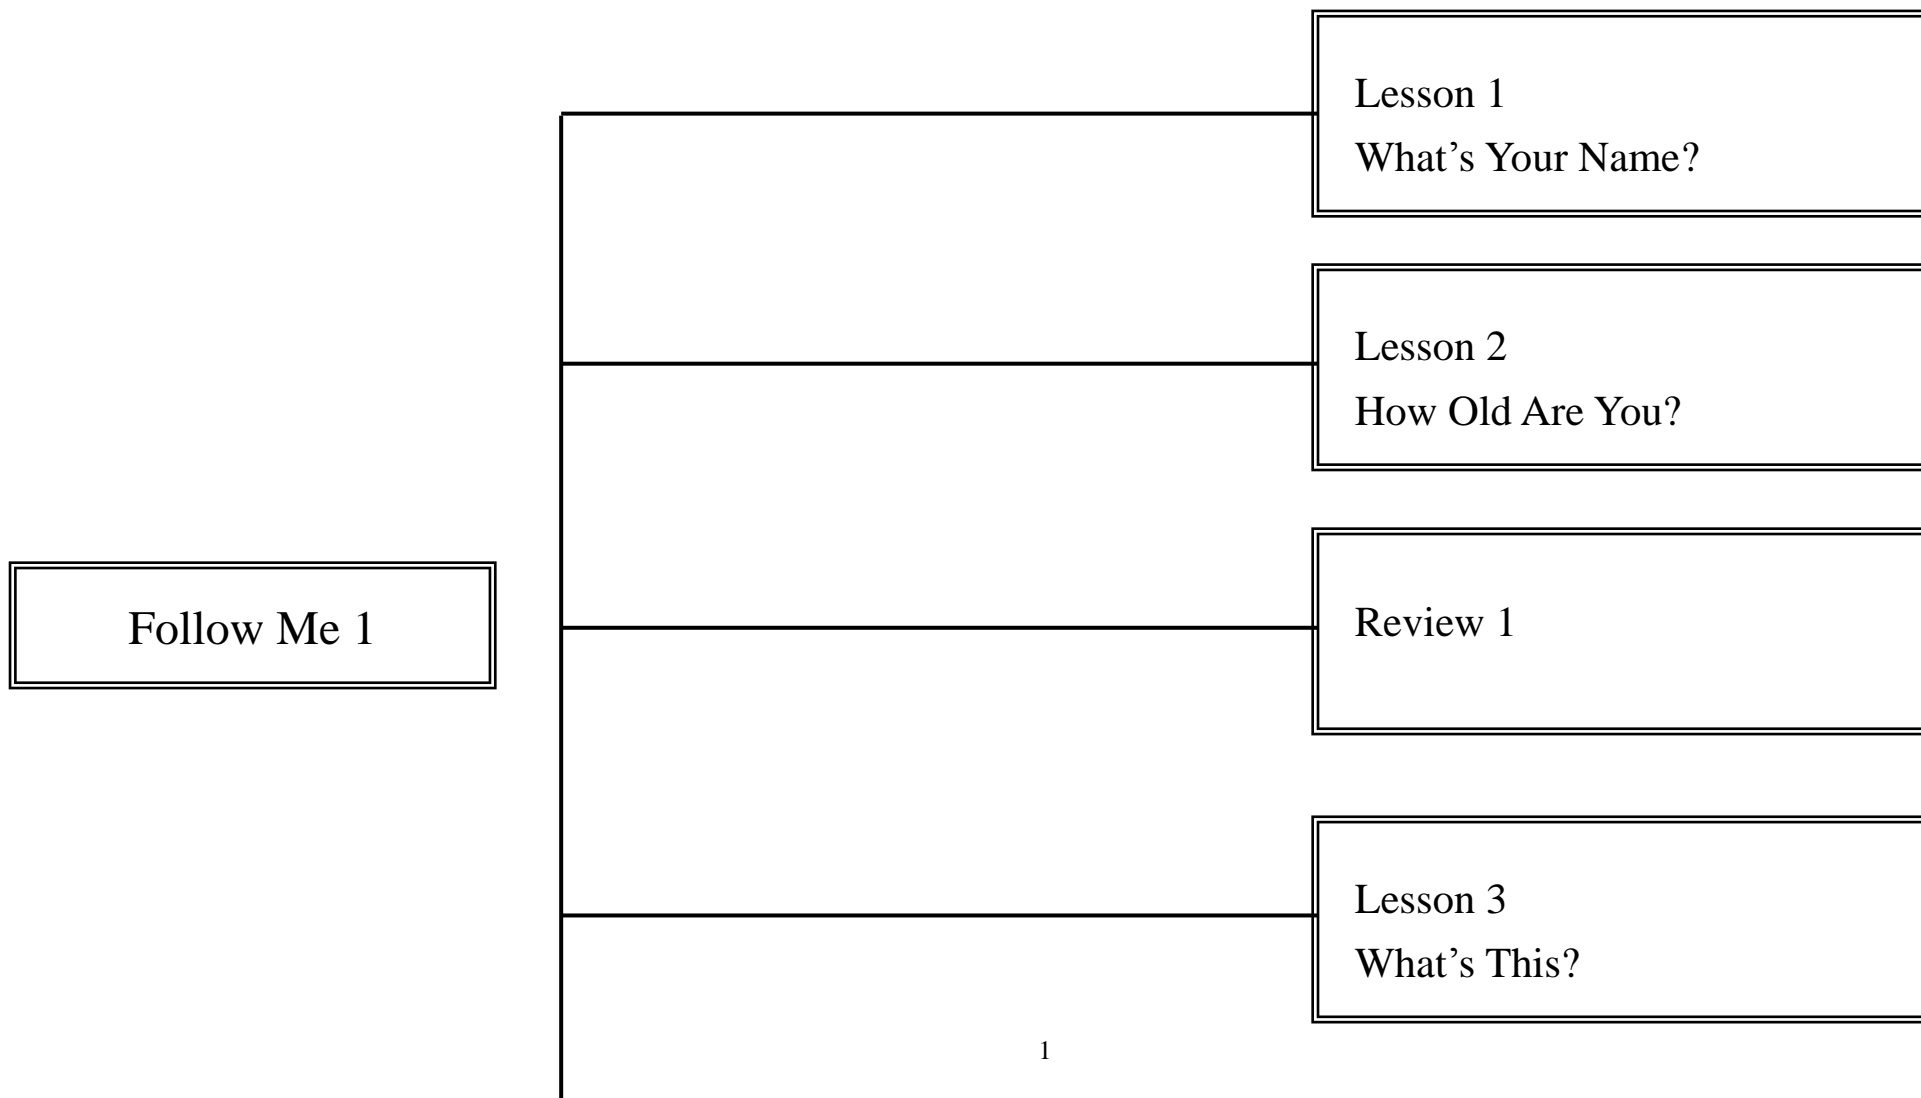 Lesson 1
What’s Your Name?
Lesson 2
How Old Are You?
Follow Me 1
Review 1
Lesson 3
What’s This?
1